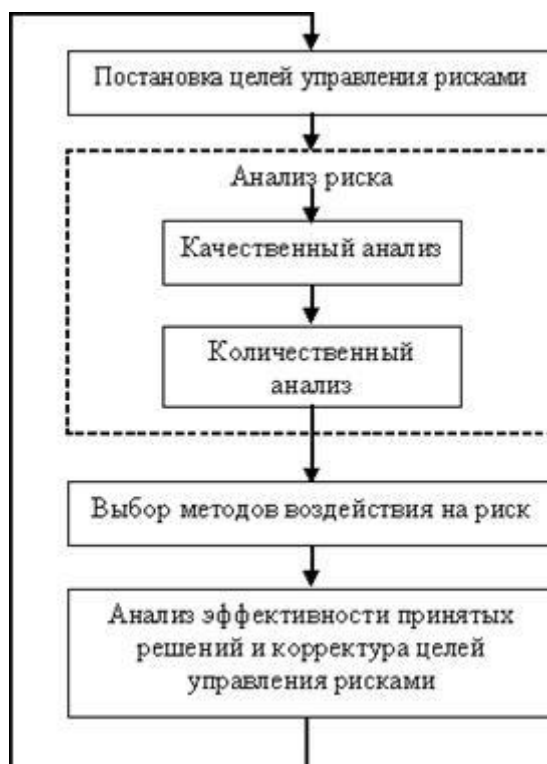 Постановка целей управления рисками
Анализ риска
Качественный анализ
Количественный
анализ
Выбор методов воздействия на риск
Анализ эффективности принятых
решений и корректура целей
управления рисками